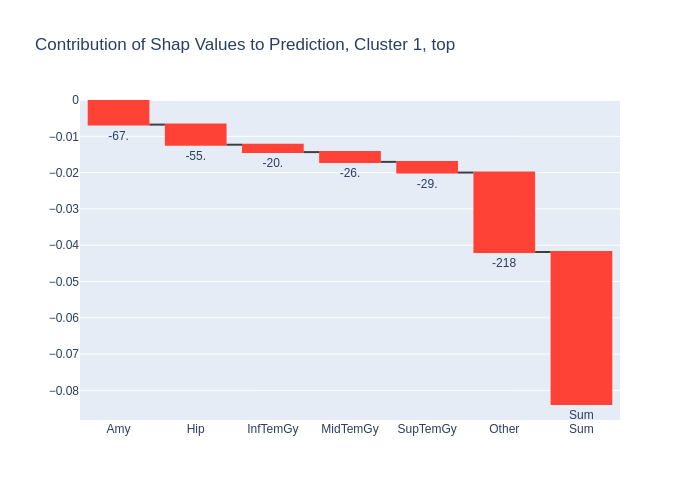 Contribution of Shap Values to Prediction, Cluster 1, top
0
−0.01
−0.02
−0.03
−0.04
−0.05
−0.06
−0.07
−0.08
-67.
-55.
-20.
-26.
-29.
-218
Sum
Amy
Hip
InfTemGy
MidTemGy
SupTemGy
Other
Sum